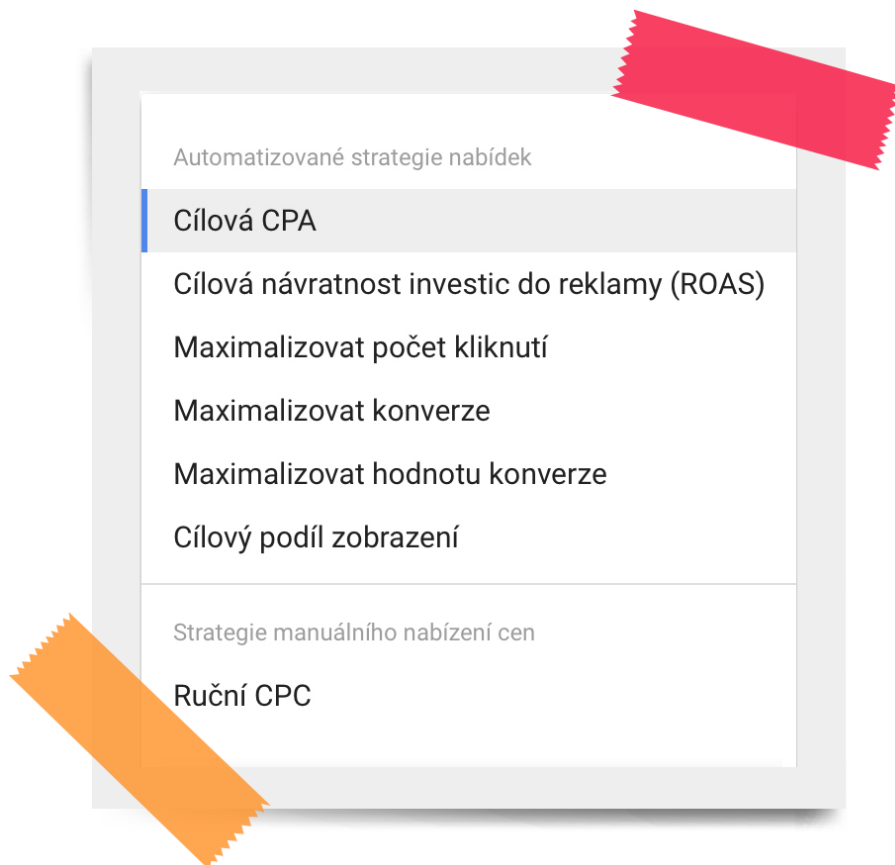 Automatizované strategie nabídek
Cílová CPA
Cílová návratnost investic do reklamy (ROAS)
Maximalizovat počet kliknutí
Maximalizovat konverze
Maximalizovat hodnotu konverze
Cílový podíl zobrazení
Strategie manuálního nabízení cen
Ruční CPC